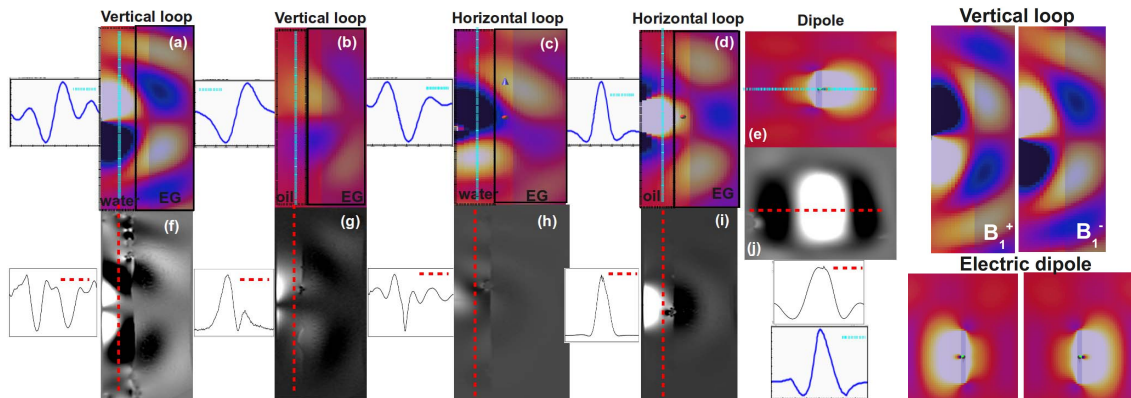 Vertical loop
Vertical loop
Horizontal loop
Horizontal loop
Dipole
Vertical loop
(a)
(b)
(c)
(d)
(e)
water
EG
oil
EG
water
EG
oil
EG
(f)
(g)
(h)
(i)
(j)
B₁⁺
B₁⁻
Electric dipole